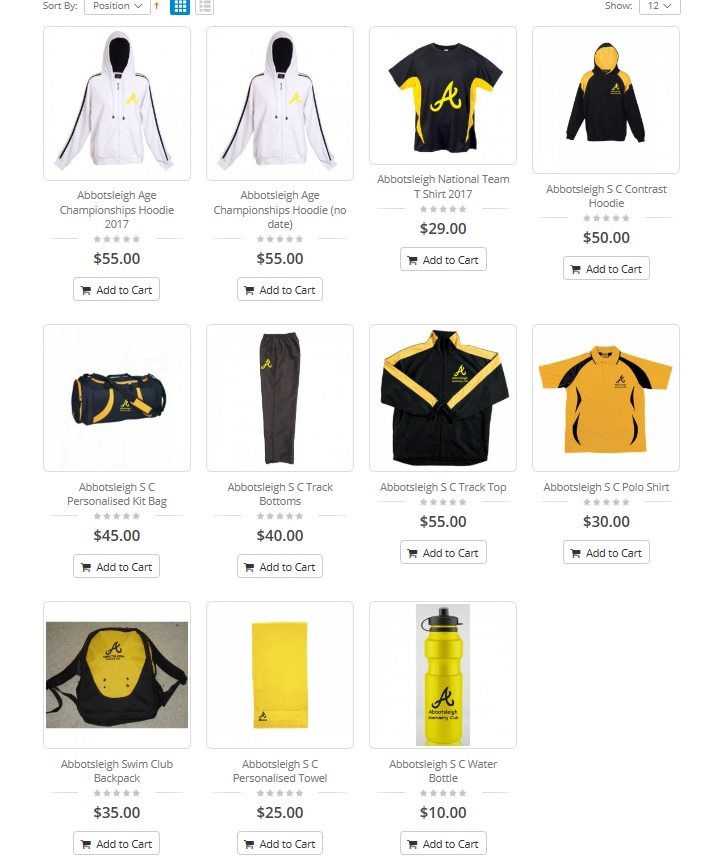 Sort By: Position
Show: 12
Abbotsleigh Age
Championships Hoodie
2017
$55.00
Add to Cart
Abbotsleigh Age
Championships Hoodie (no
date)
$55.00
Add to Cart
Abbotsleigh National Team
T Shirt 2017
$29.00
Add to Cart
Abbotsleigh S C Contrast
Hoodie
$50.00
Add to Cart
Abbotsleigh S C
Personalised Kit Bag
$45.00
Add to Cart
Abbotsleigh S C Track
Bottoms
$40.00
Add to Cart
Abbotsleigh S C Track Top
$55.00
Add to Cart
Abbotsleigh S C Polo Shirt
$30.00
Add to Cart
Abbotsleigh Swim Club
Backpack
$35.00
Add to Cart
Abbotsleigh S C
Personalised Towel
$25.00
Add to Cart
A
Abbotsleigh
Swimming Club
Abbotsleigh S C Water
Bottle
$10.00
Add to Cart